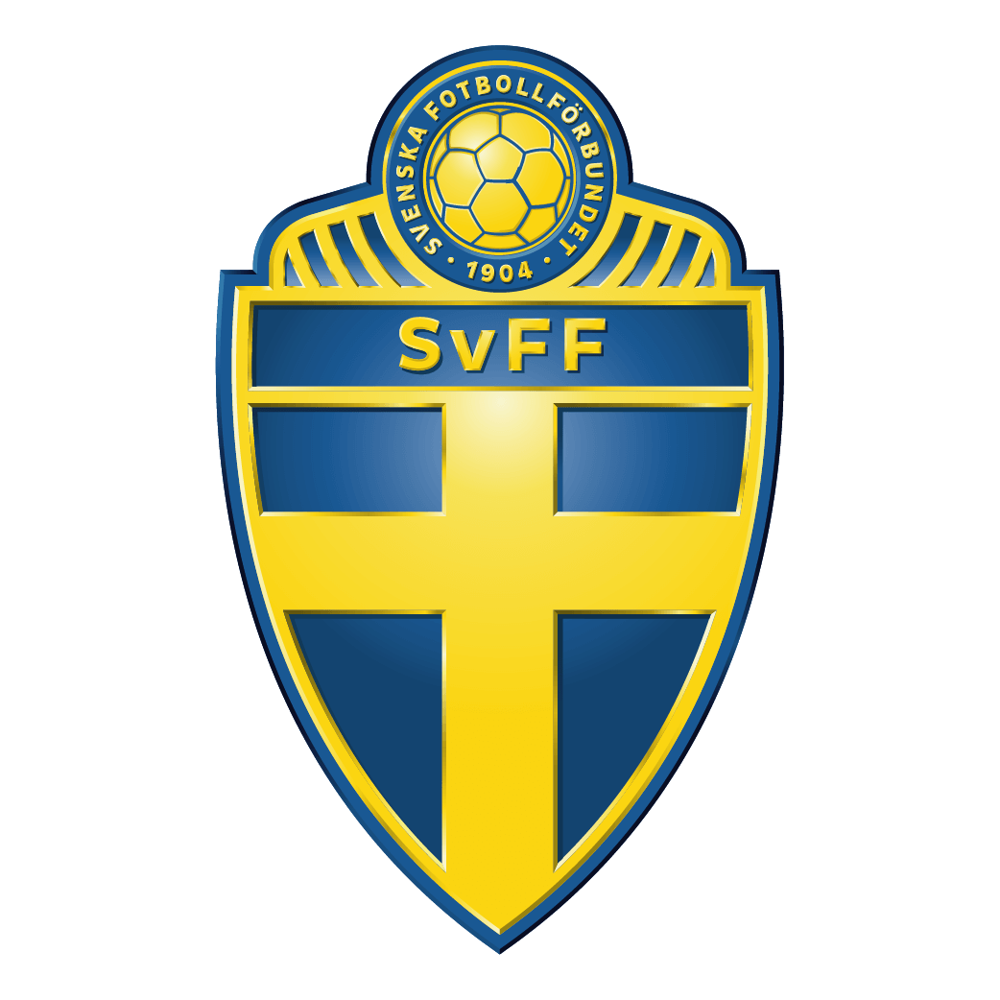 SVENSKA FOTBOLLFÖRBUNDET
· 1904 ·
SvFF